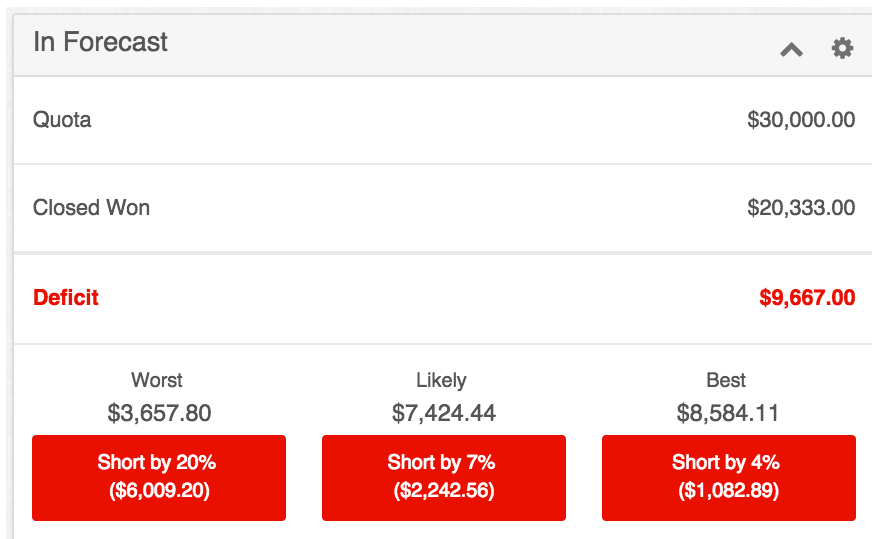 In Forecast
Quota $30,000.00
Closed Won $20,333.00
Deficit $9,667.00
Worst Likely Best
$3,657.80 $7,424.44 $8,584.11
Short by 20% Short by 7% Short by 4%
($6,009.20) ($2,242.56) ($1,082.89)